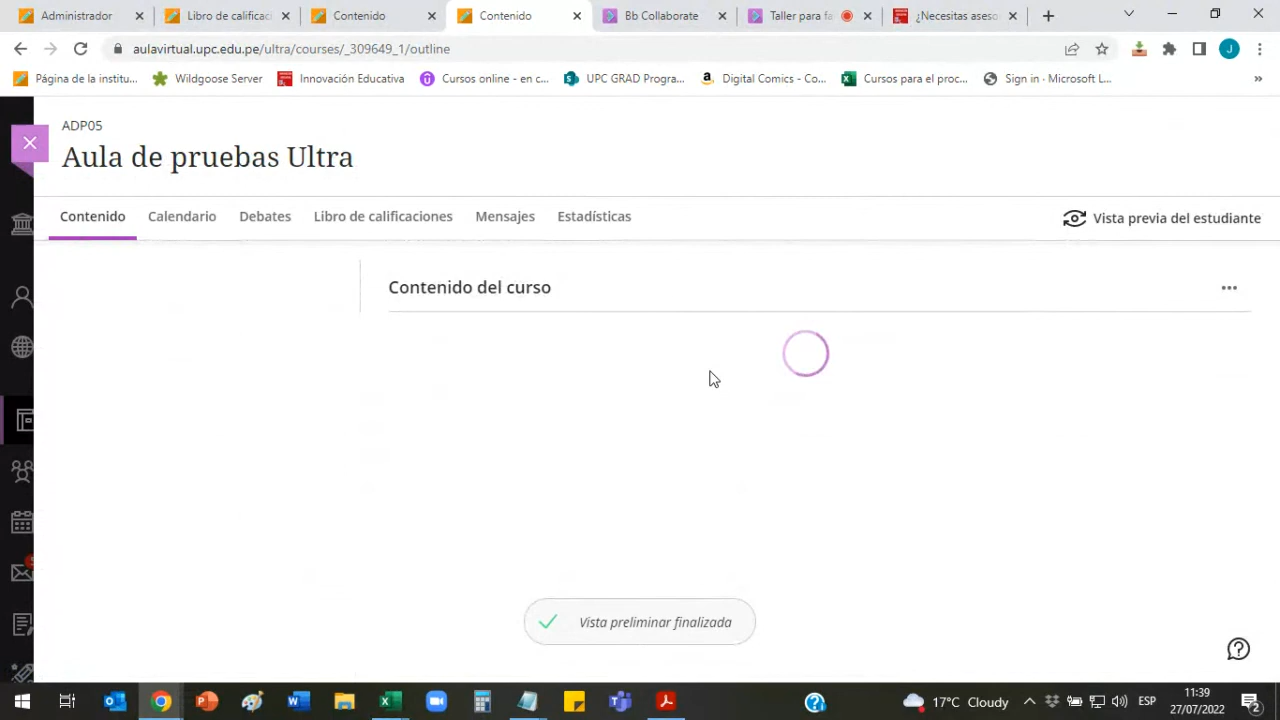 Administrador
Libro de calificaci
Contenido
Contenido
Bb Collaborate
Taller para fa
¿Necesitas aseso
aulavirtual.upc.edu.pe/ultra/courses/_309649_1/outline
J
Página de la institu...
Wildgoose Server
Innovación Educativa
Cursos online - en c...
UPC GRAD Progra...
Digital Comics - Co...
Cursos para el proc...
Sign in · Microsoft L...
»
ADP05
Aula de pruebas Ultra
Contenido
Calendario
Debates
Libro de calificaciones
Mensajes
Estadísticas
Vista previa del estudiante
Contenido del curso
Vista preliminar finalizada
17°C Cloudy
ESP
11:39
27/07/2022
2